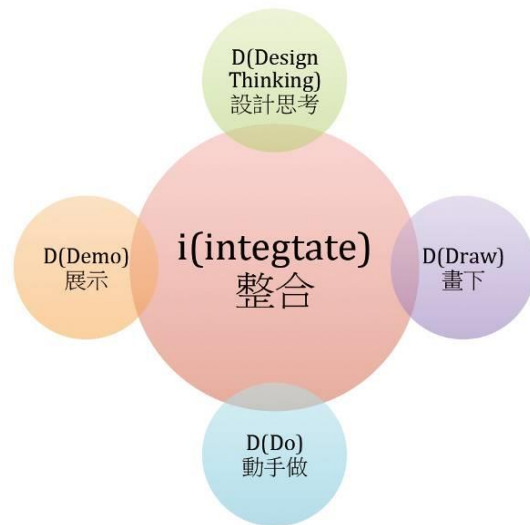 D(Design
Thinking)
設計思考
D(Demo)
展示
i(integtate)
整合
D(Draw)
畫下
D(Do)
動手做